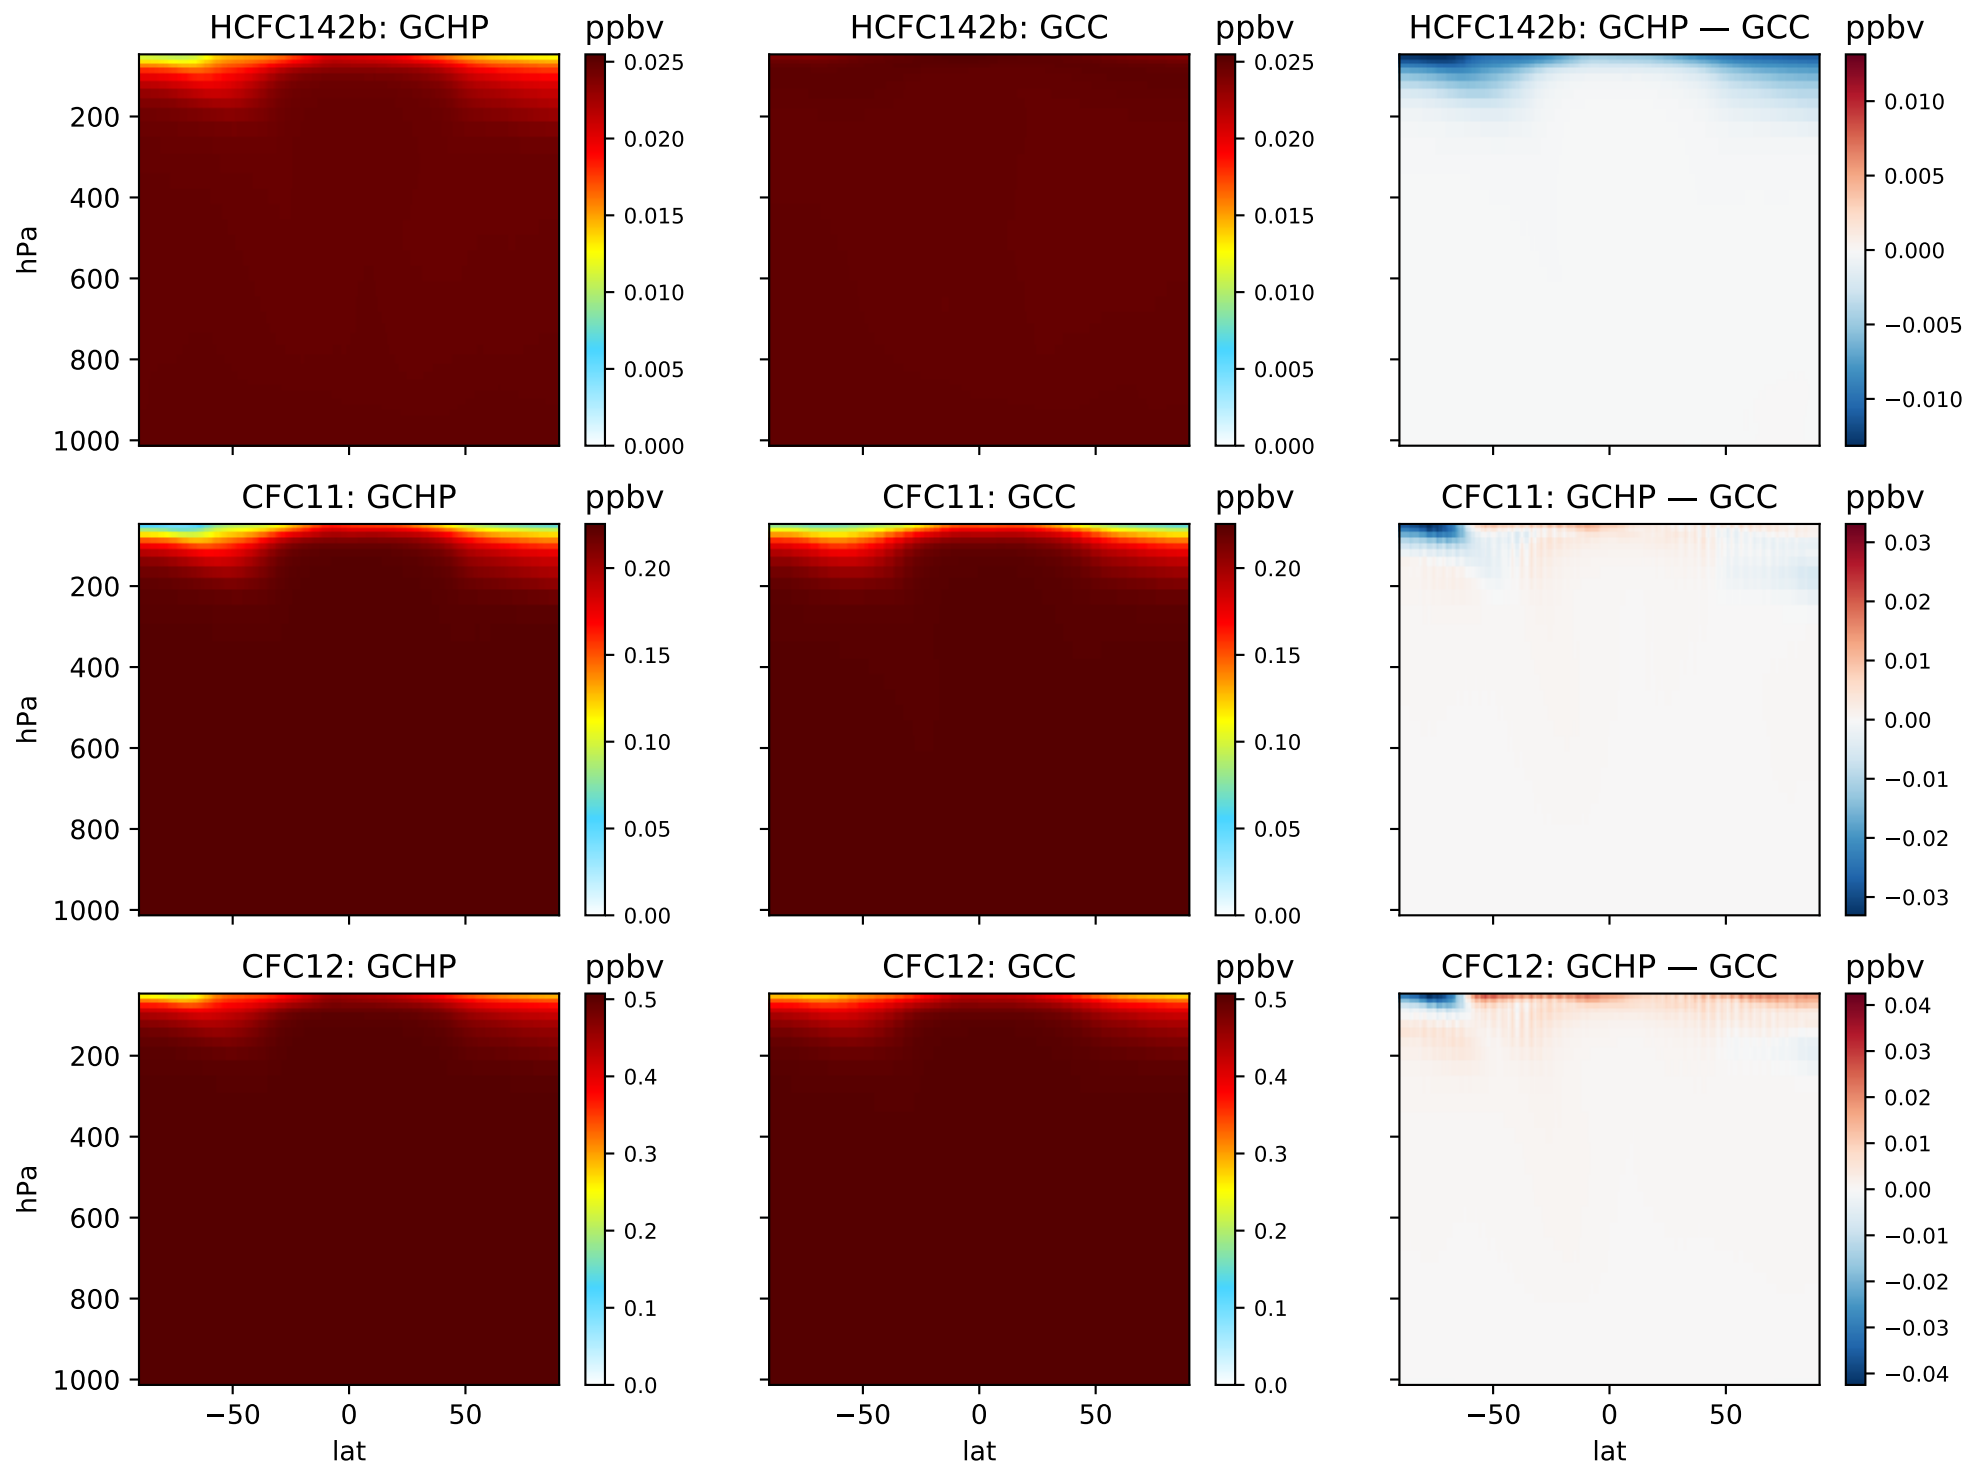 HCFC142b: GCHP
ppbv
HCFC142b: GCC
ppbv
HCFC142b: GCHP — GCC
ppbv
hPa
200
400
600
800
1000
0.025
0.020
0.015
0.010
0.005
0.000
0.025
0.020
0.015
0.010
0.005
0.000
0.010
0.005
0.000
−0.005
−0.010
CFC11: GCHP
ppbv
CFC11: GCC
ppbv
CFC11: GCHP — GCC
ppbv
hPa
200
400
600
800
1000
0.20
0.15
0.10
0.05
0.00
0.20
0.15
0.10
0.05
0.00
0.03
0.02
0.01
0.00
−0.01
−0.02
−0.03
CFC12: GCHP
ppbv
CFC12: GCC
ppbv
CFC12: GCHP — GCC
ppbv
hPa
200
400
600
800
1000
0.5
0.4
0.3
0.2
0.1
0.0
0.5
0.4
0.3
0.2
0.1
0.0
0.04
0.03
0.02
0.01
0.00
−0.01
−0.02
−0.03
−0.04
−50 0 50
−50 0 50
−50 0 50
lat
lat
lat